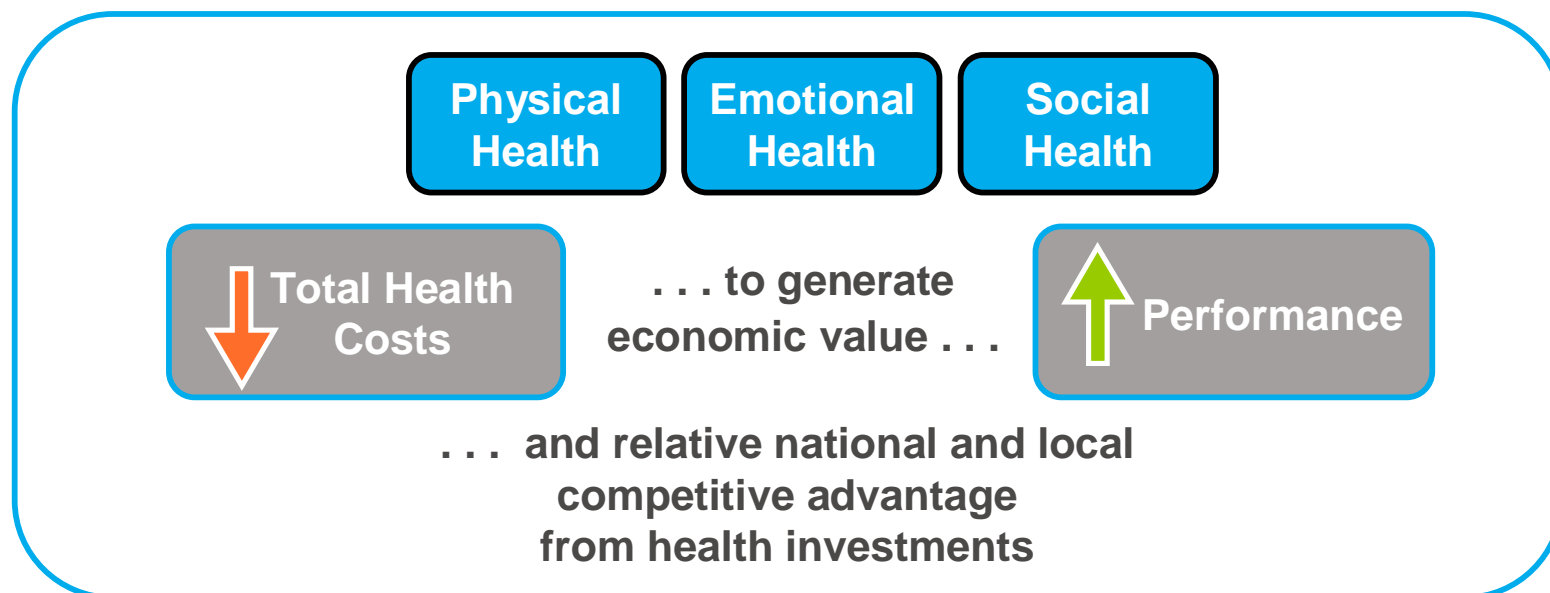 Physical
Health
Emotional
Health
Social
Health
Total Health
Costs
. . . to generate
economic value . . .
Performance
. . . and relative national and local
competitive advantage
from health investments